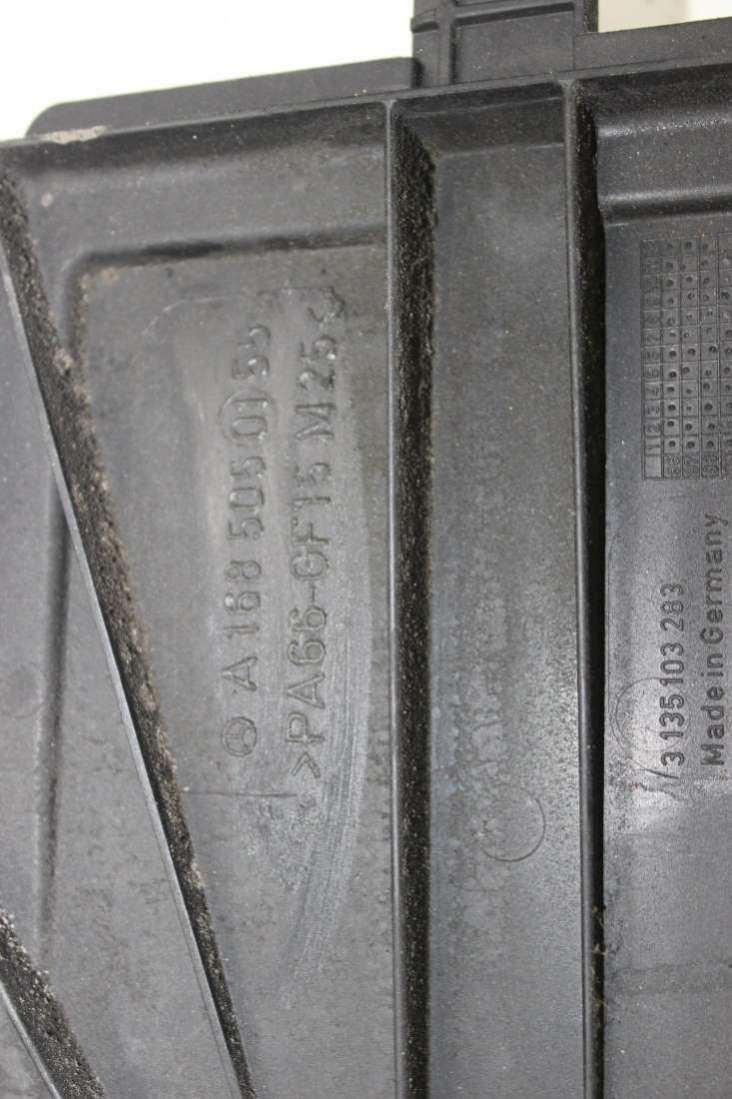 A 168 505 01 55
>PA66-GF15 M25<
3 135 103 283
Made in Germany